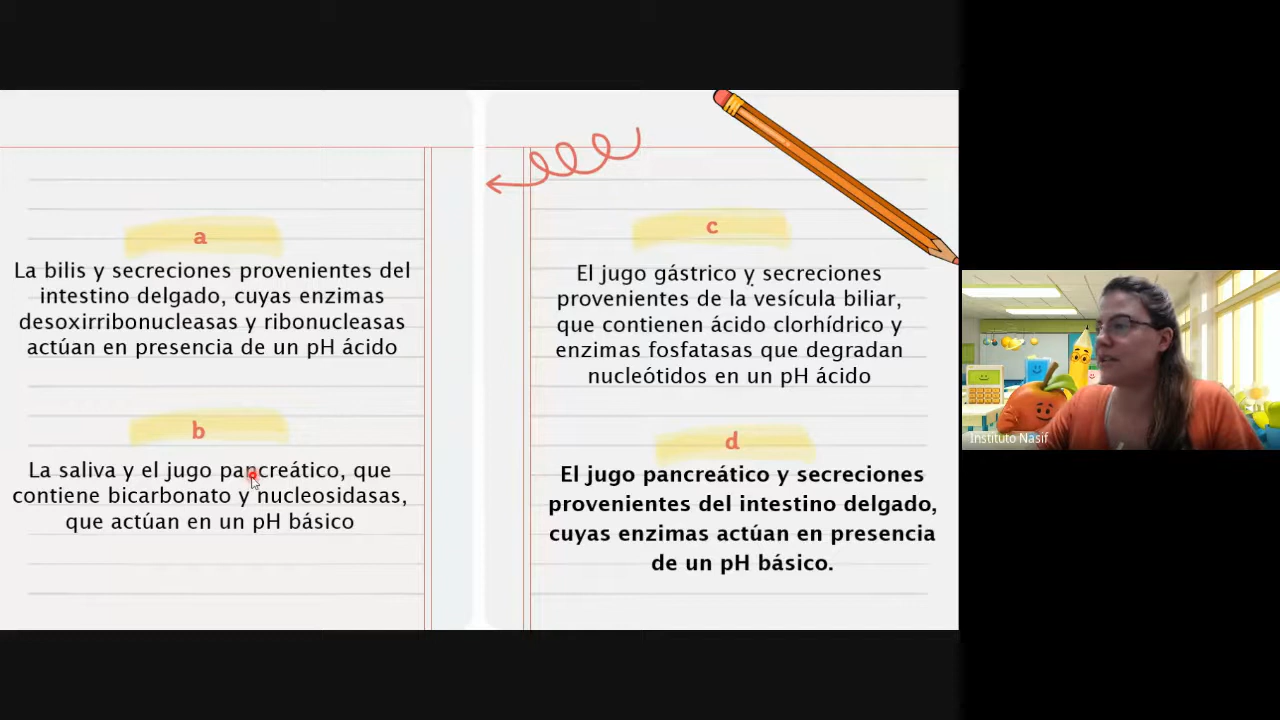 a
La bilis y secreciones provenientes del
intestino delgado, cuyas enzimas
desoxirribonucleasas y ribonucleasas
actúan en presencia de un pH ácido
b
La saliva y el jugo pancreático, que
contiene bicarbonato y nucleosidasas,
que actúan en un pH básico
c
El jugo gástrico y secreciones
provenientes de la vesícula biliar,
que contienen ácido clorhídrico y
enzimas fosfatasas que degradan
nucleótidos en un pH ácido
d
El jugo pancreático y secreciones
provenientes del intestino delgado,
cuyas enzimas actúan en presencia
de un pH básico.
Instituto Nasif